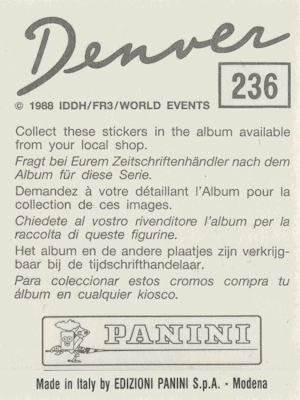 Denver
236
© 1988 IDDH/FR3/WORLD EVENTS
Collect these stickers in the album available
from your local shop.
Fragt bei Eurem Zeitschriftenhändler nach dem
Album für diese Serie.
Demandez à votre détaillant l'Album pour la
collection de ces images.
Chiedete al vostro rivenditore l'album per la
raccolta di queste figurine.
Het album en de andere plaatjes zijn verkrijg-
baar bij de tijdschrifthandelaar.
Para coleccionar estos cromos compra tu
álbum en cualquier kiosco.
PANINI
Made in Italy by EDIZIONI PANINI S.p.A. - Modena